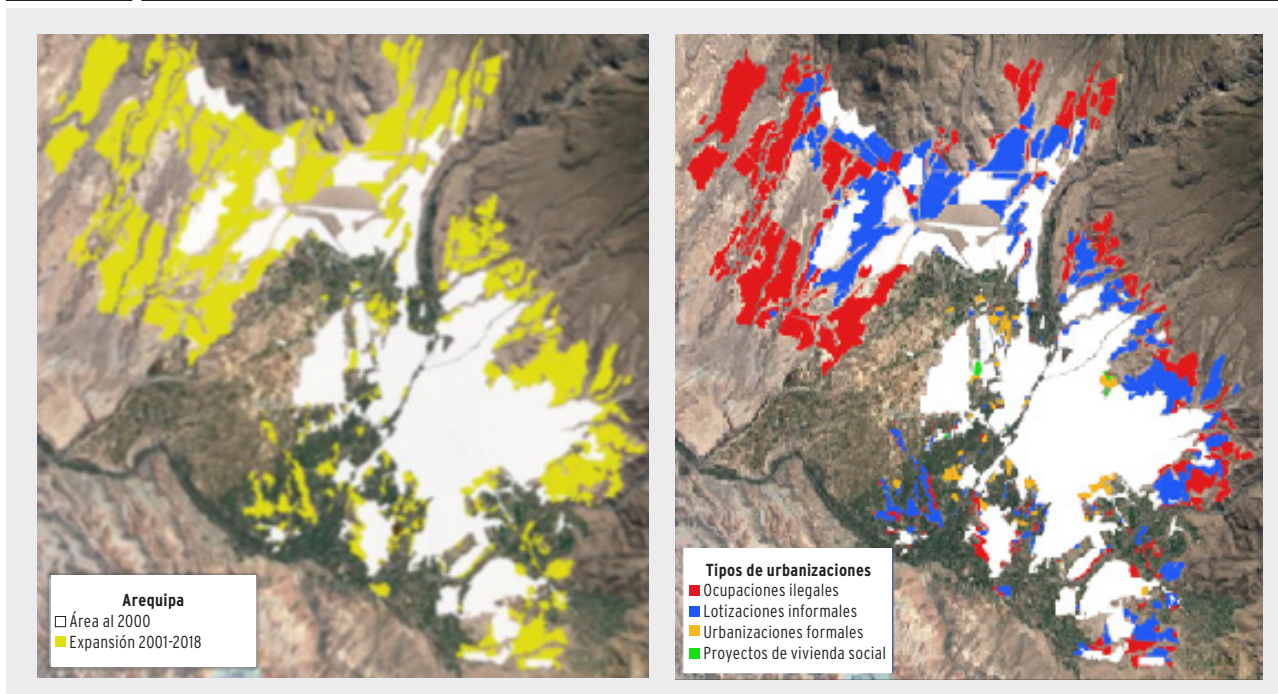 Arequipa
Área al 2000
Expansión 2001-2018
Tipos de urbanizaciones
Ocupaciones ilegales
Lotizaciones informales
Urbanizaciones formales
Proyectos de vivienda social